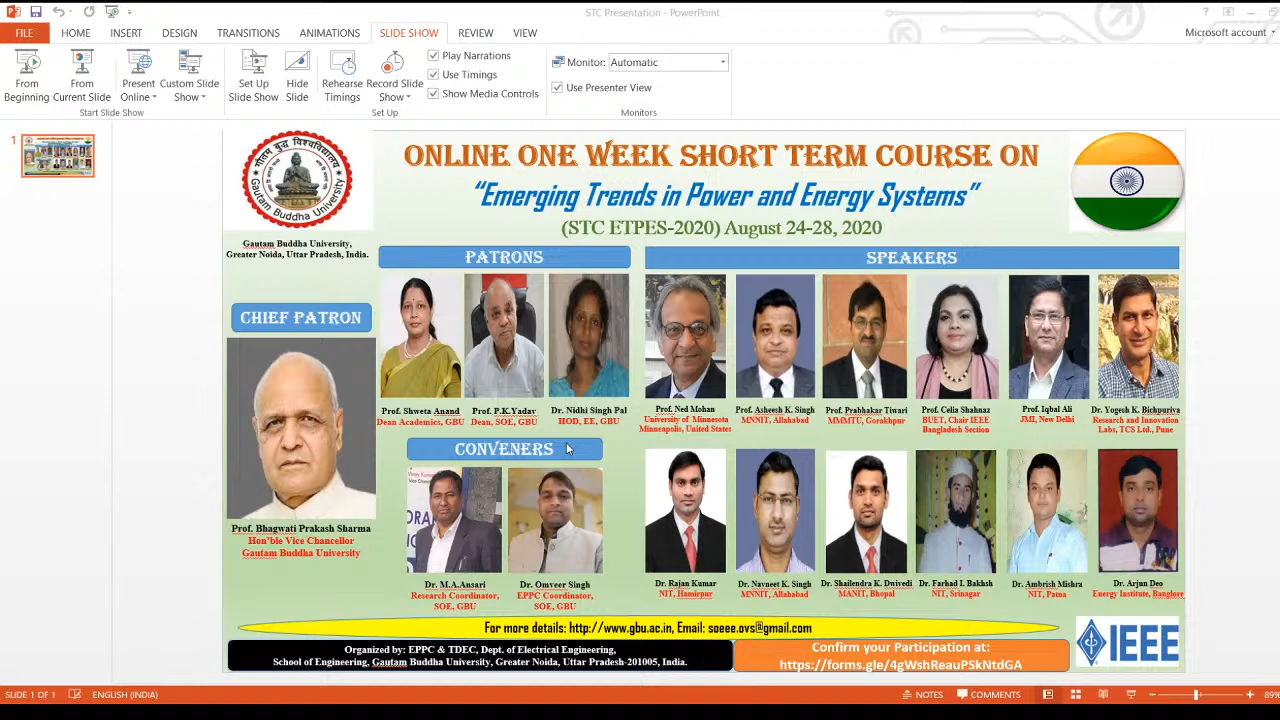 STC Presentation - PowerPoint
FILE HOME INSERT DESIGN TRANSITIONS ANIMATIONS SLIDE SHOW REVIEW VIEW
Microsoft account
From Beginning
From Current Slide
Present Online
Custom Slide Show
Set Up Slide Show
Hide Slide
Rehearse Timings
Record Slide Show
Play Narrations
Use Timings
Show Media Controls
Monitor: Automatic
Use Presenter View
Start Slide Show
Set Up
Monitors
1
गौतम बुद्ध विश्वविद्यालय
Gautam Buddha University
ONLINE ONE WEEK SHORT TERM COURSE ON
“Emerging Trends in Power and Energy Systems”
(STC ETPES-2020) August 24-28, 2020
Gautam Buddha University,
Greater Noida, Uttar Pradesh, India.
CHIEF PATRON
Prof. Bhagwati Prakash Sharma
Hon'ble Vice Chancellor
Gautam Buddha University
PATRONS
Prof. Shweta Anand
Dean Academics, GBU
Prof. P.K.Yadav
Dean, SOE, GBU
Dr. Nidhi Singh Pal
HOD, EE, GBU
CONVENERS
Dr. M.A.Ansari
Research Coordinator,
SOE, GBU
Dr. Omveer Singh
EPPC Coordinator,
SOE, GBU
SPEAKERS
Prof. Ned Mohan
University of Minnesota
Minneapolis, United States
Prof. Asheesh K. Singh
MNNIT, Allahabad
Prof. Prabhakar Tiwari
MMMTU, Gorakhpur
Prof. Celia Shahnaz
BUET, Chair IEEE
Bangladesh Section
Prof. Iqbal Ali
JMI, New Delhi
Dr. Yogesh K. Bichpuriya
Research and Innovation
Labs, TCS Ltd., Pune
Dr. Rajan Kumar
NIT, Hamirpur
Dr. Navneet K. Singh
MNNIT, Allahabad
Dr. Shailendra K. Dwivedi
MANIT, Bhopal
Dr. Farhad I. Bakhsh
NIT, Srinagar
Dr. Ambrish Mishra
NIT, Patna
Dr. Arjun Deo
Energy Institute, Banglore
For more details: http://www.gbu.ac.in, Email: soeee.ovs@gmail.com
Organized by: EPPC & TDEC, Dept. of Electrical Engineering,
School of Engineering, Gautam Buddha University, Greater Noida, Uttar Pradesh-201005, India.
Confirm your Participation at:
https://forms.gle/4gWshReauPSkNtdGA
IEEE
SLIDE 1 OF 1 ENGLISH (INDIA) NOTES COMMENTS 89%